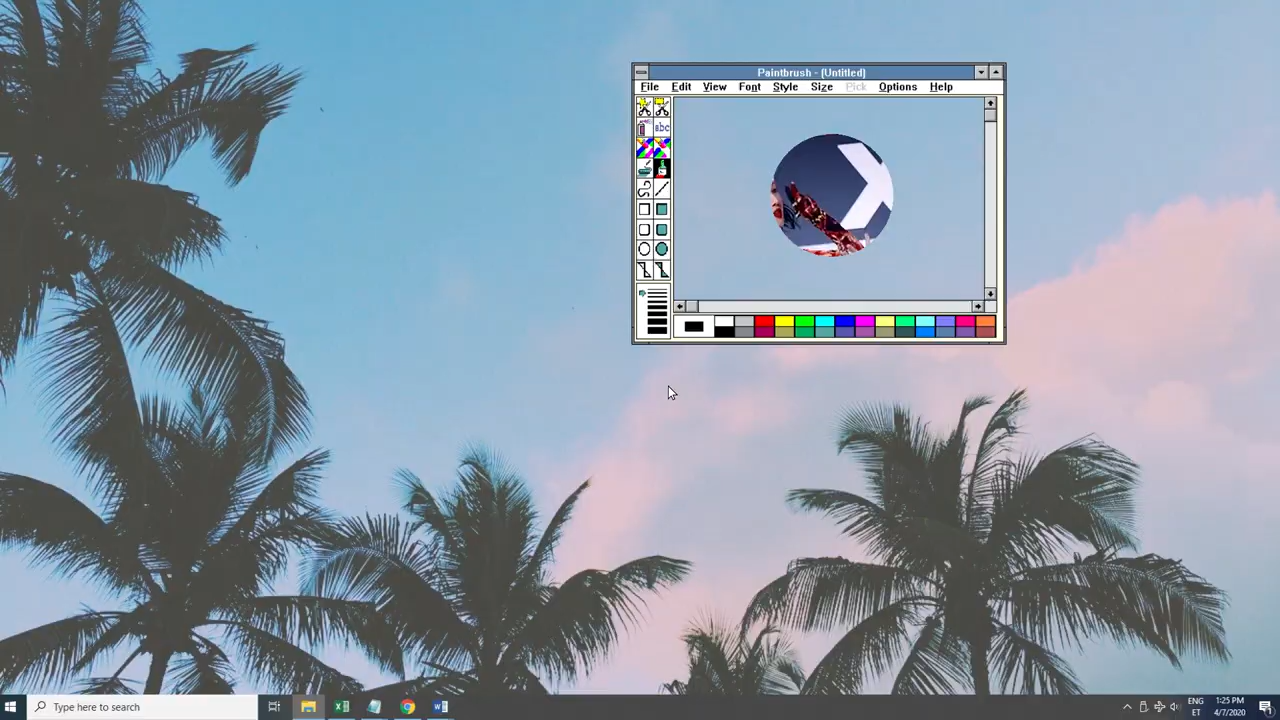 Paintbrush - (Untitled)
File Edit View Font Style Size Pick Options Help
abc
Type here to search
ENG
ET
1:25 PM
4/7/2020